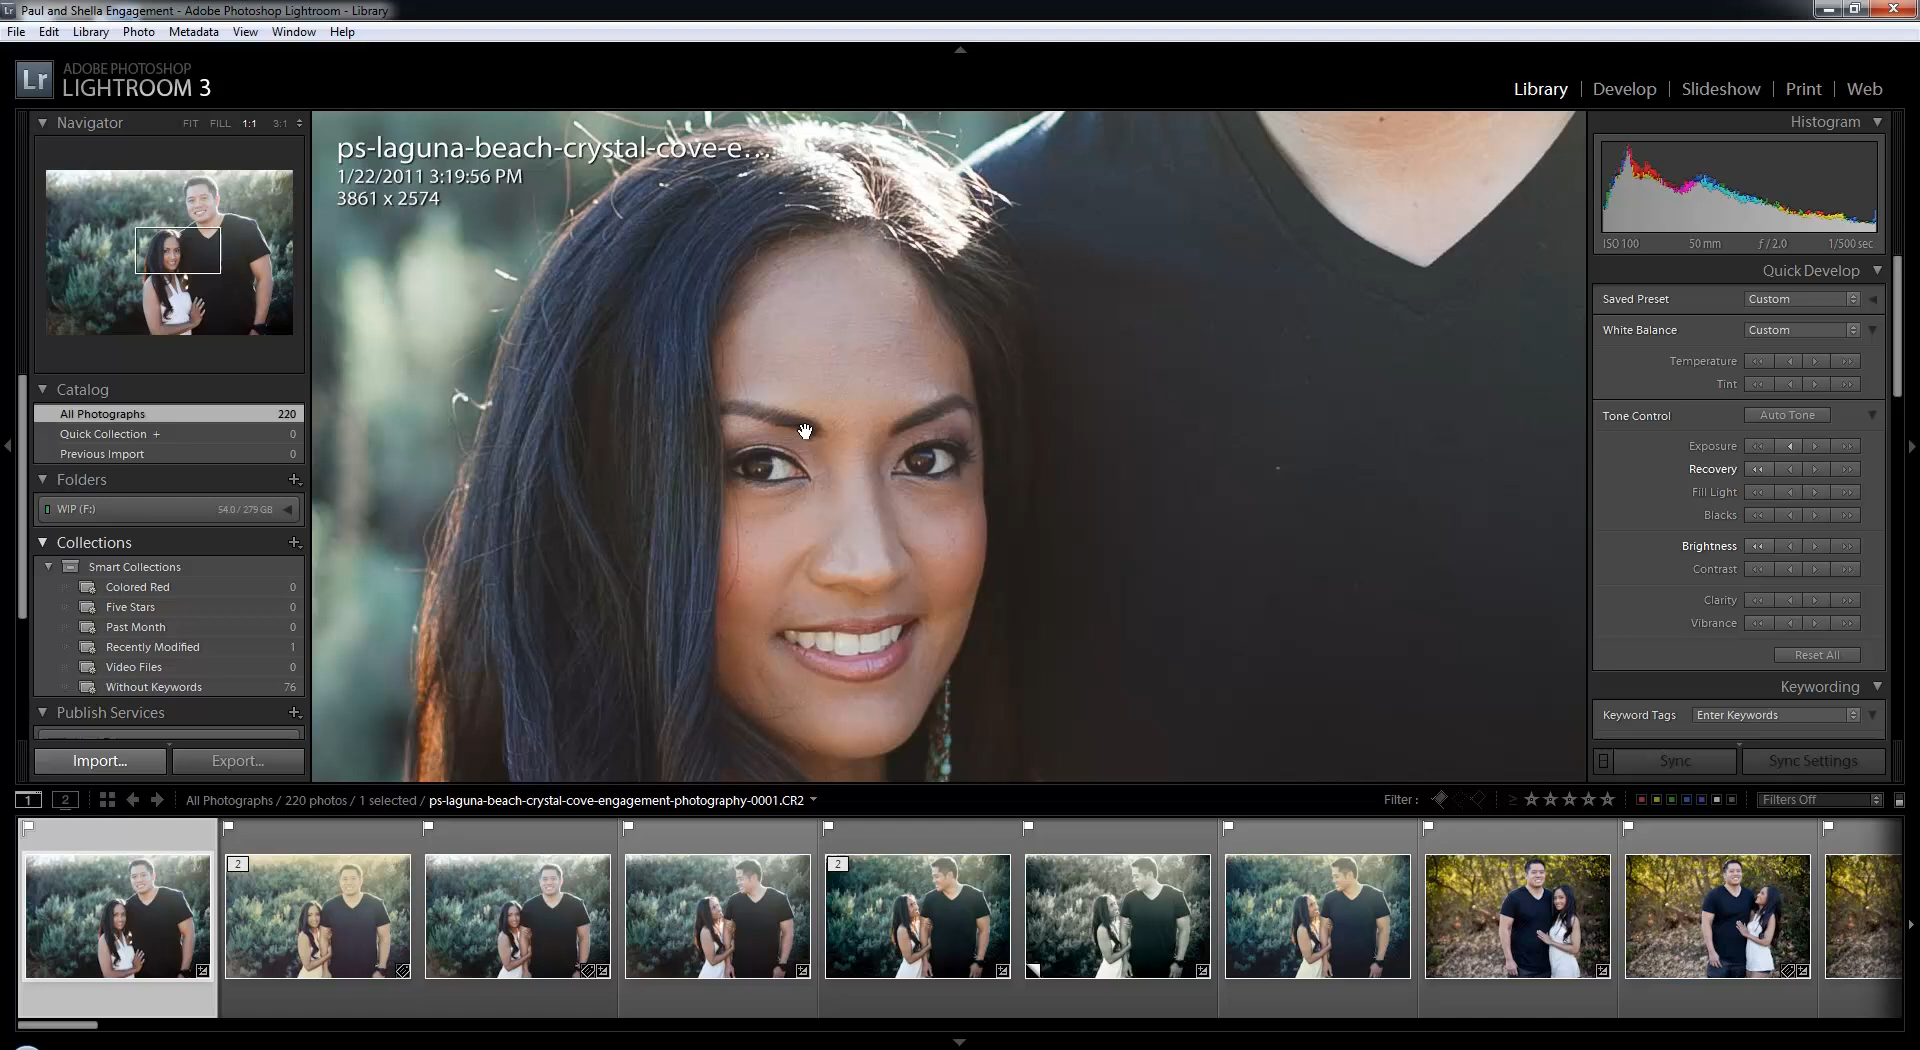 Lr Paul and Shella Engagement - Adobe Photoshop Lightroom - Library
File Edit Library Photo Metadata View Window Help
Lr ADOBE PHOTOSHOP
LIGHTROOM 3
Library | Develop | Slideshow | Print | Web
Navigator FIT FILL 1:1 3:1
ps-laguna-beach-crystal-cove-e...
1/22/2011 3:19:56 PM
3861 x 2574
Catalog
All Photographs 220
Quick Collection + 0
Previous Import 0
Folders +
WIP (F:) 54.0 / 279 GB
Collections +
Smart Collections
Colored Red 0
Five Stars 0
Past Month 0
Recently Modified 1
Video Files 0
Without Keywords 76
Publish Services +
Import... Export...
Histogram
ISO 100 50 mm ƒ / 2.0 1/500 sec
Quick Develop
Saved Preset Custom
White Balance Custom
Temperature
Tint
Tone Control Auto Tone
Exposure
Recovery
Fill Light
Blacks
Brightness
Contrast
Clarity
Vibrance
Reset All
Keywording
Keyword Tags Enter Keywords
Sync Sync Settings
1 2 All Photographs / 220 photos / 1 selected / ps-laguna-beach-crystal-cove-engagement-photography-0001.CR2 Filter : ≥ Filters Off
2 2